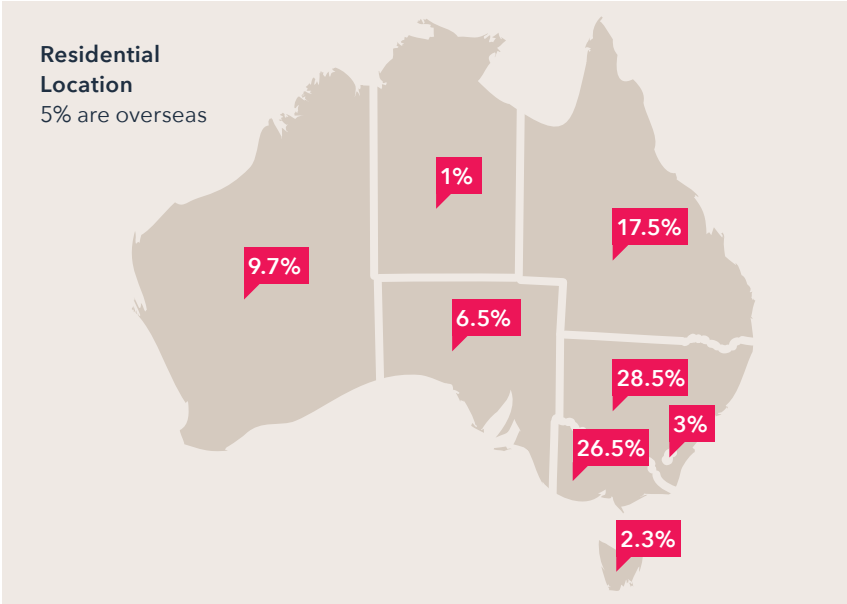 Residential
Location
5% are overseas
1%
17.5%
9.7%
6.5%
28.5%
3%
26.5%
2.3%